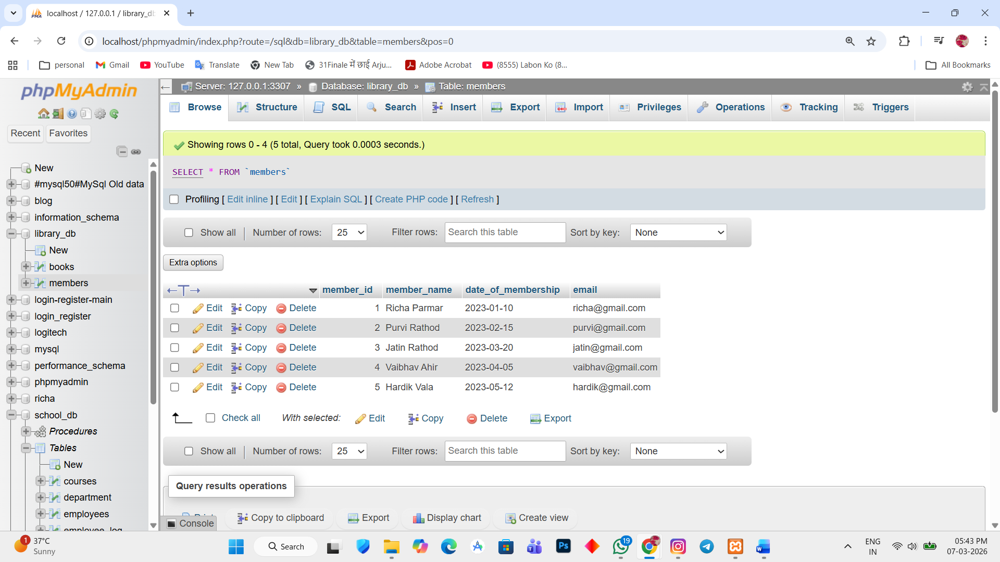 localhost / 127.0.0.1 / library_db
localhost/phpmyadmin/index.php?route=/sql&db=library_db&table=members&pos=0
personal
Gmail
YouTube
Translate
New Tab
31Finale में छाई Arju...
Adobe Acrobat
(8555) Labon Ko (8...
All Bookmarks
phpMyAdmin
Recent
Favorites
New
#mysql50#MySql Old data
blog
information_schema
library_db
New
books
members
login-register-main
login_register
logitech
mysql
performance_schema
phpmyadmin
richa
school_db
Procedures
Tables
New
courses
department
employees
employee_log
Server: 127.0.0.1:3307 » Database: library_db » Table: members
Browse Structure SQL Search Insert Export Import Privileges Operations Tracking Triggers
Showing rows 0 - 4 (5 total, Query took 0.0003 seconds.)
SELECT * FROM `members`
Profiling [ Edit inline ] [ Edit ] [ Explain SQL ] [ Create PHP code ] [ Refresh ]
Show all Number of rows: 25 Filter rows: Search this table Sort by key: None
Extra options
member_id member_name date_of_membership email
Edit Copy Delete 1 Richa Parmar 2023-01-10 richa@gmail.com
Edit Copy Delete 2 Purvi Rathod 2023-02-15 purvi@gmail.com
Edit Copy Delete 3 Jatin Rathod 2023-03-20 jatin@gmail.com
Edit Copy Delete 4 Vaibhav Ahir 2023-04-05 vaibhav@gmail.com
Edit Copy Delete 5 Hardik Vala 2023-05-12 hardik@gmail.com
Check all With selected: Edit Copy Delete Export
Show all Number of rows: 25 Filter rows: Search this table Sort by key: None
Query results operations
Print Copy to clipboard Export Display chart Create view
Console
1
37°C
Sunny
Search
Ps
19
ENG
IN
05:43 PM
07-03-2026